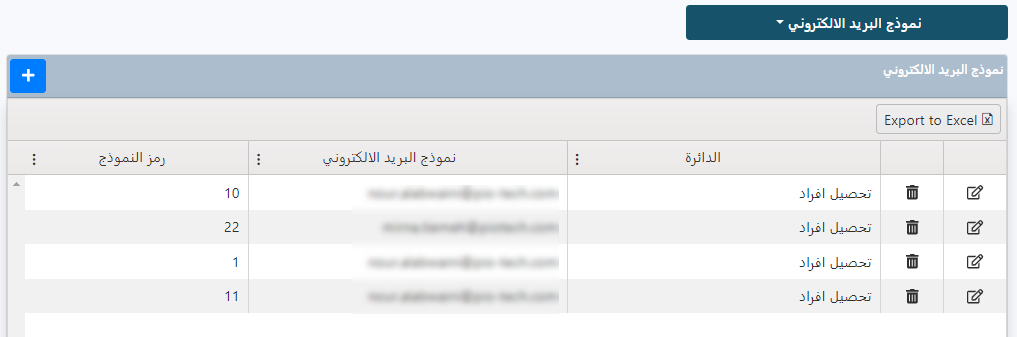 نموذج البريد الالكتروني
نموذج البريد الالكتروني
Export to Excel
الدائرة نموذج البريد الالكتروني رمز النموذج
تحصيل افراد 10
تحصيل افراد 22
تحصيل افراد 1
تحصيل افراد 11